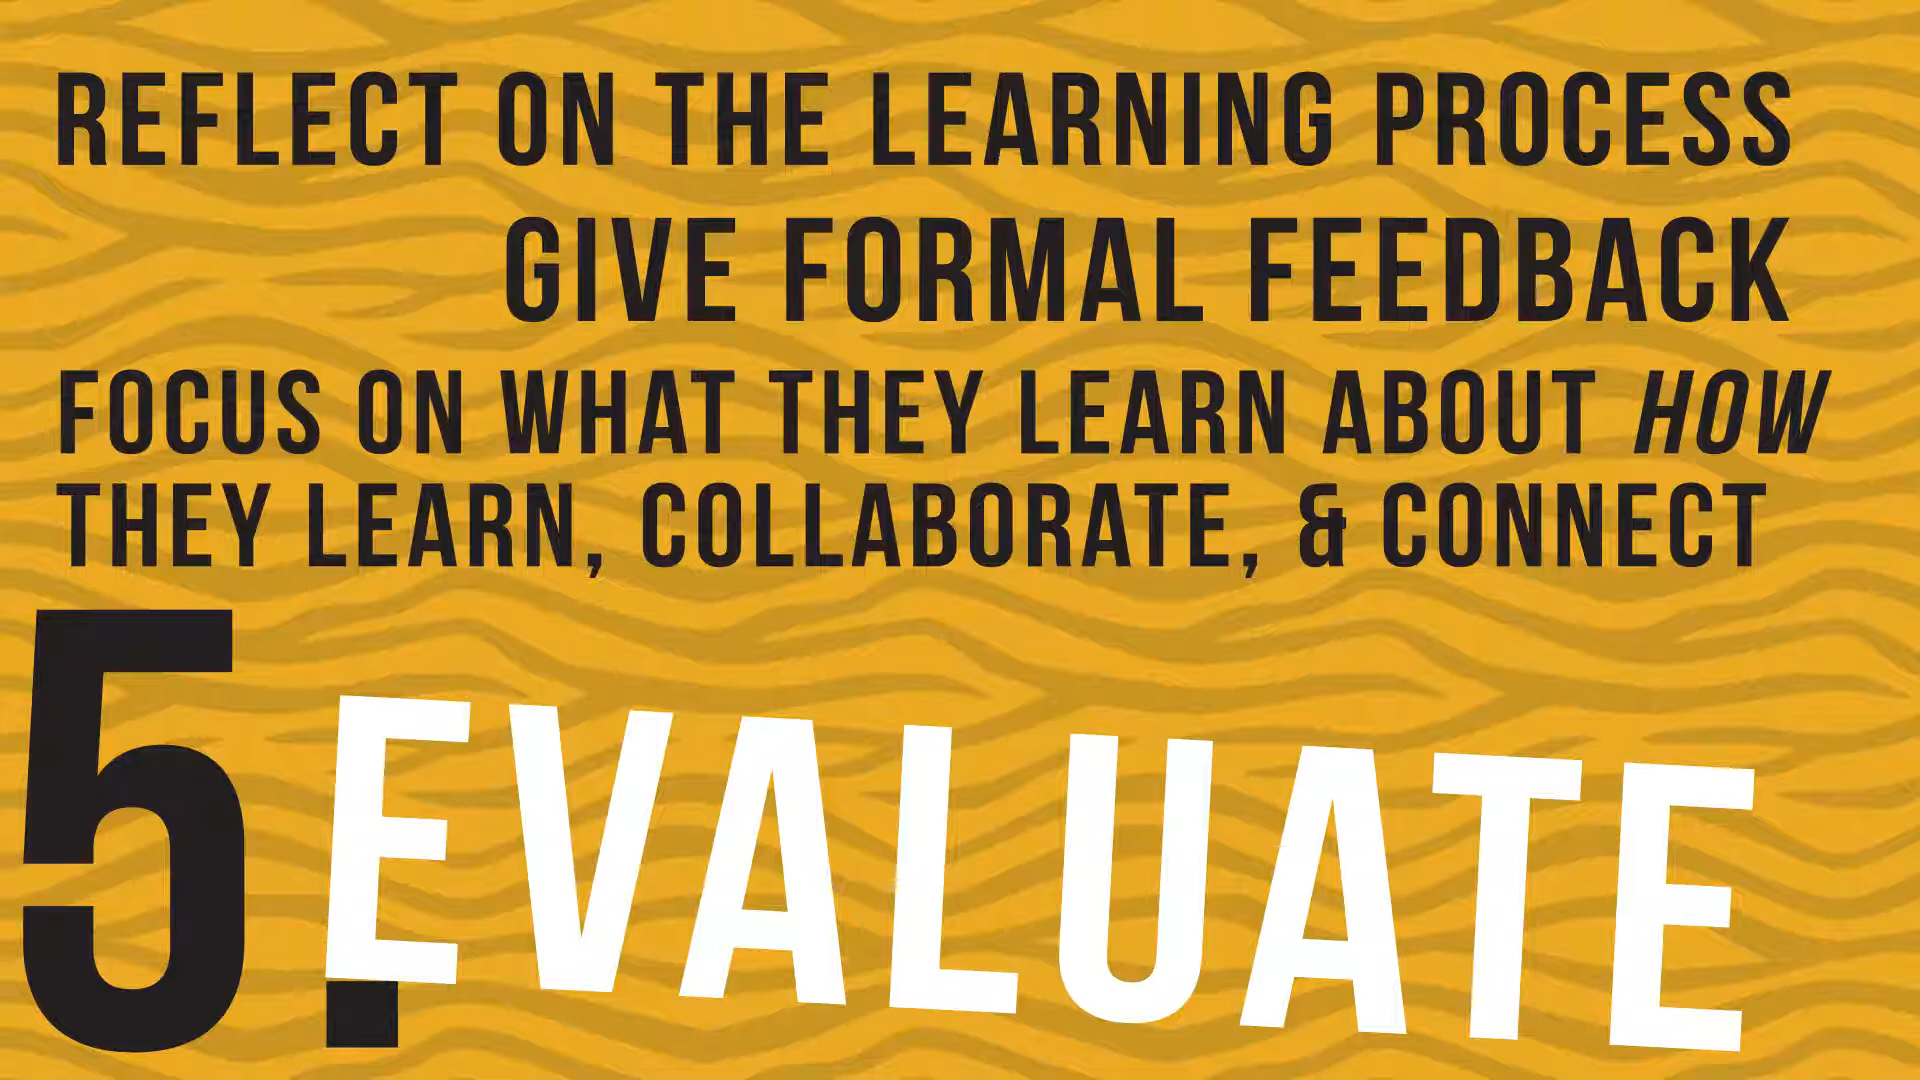 REFLECT ON THE LEARNING PROCESS
GIVE FORMAL FEEDBACK
FOCUS ON WHAT THEY LEARN ABOUT HOW
THEY LEARN, COLLABORATE, & CONNECT
5. EVALUATE